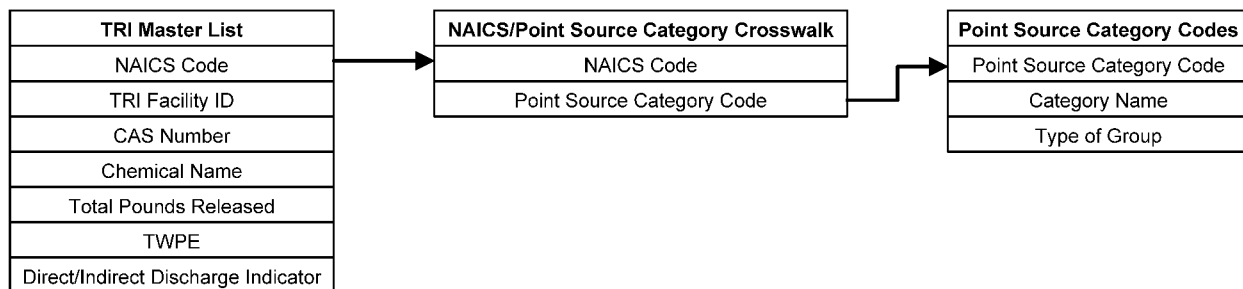 TRI Master List
NAICS Code
TRI Facility ID
CAS Number
Chemical Name
Total Pounds Released
TWPE
Direct/Indirect Discharge Indicator
NAICS/Point Source Category Crosswalk
NAICS Code
Point Source Category Code
Point Source Category Codes
Point Source Category Code
Category Name
Type of Group